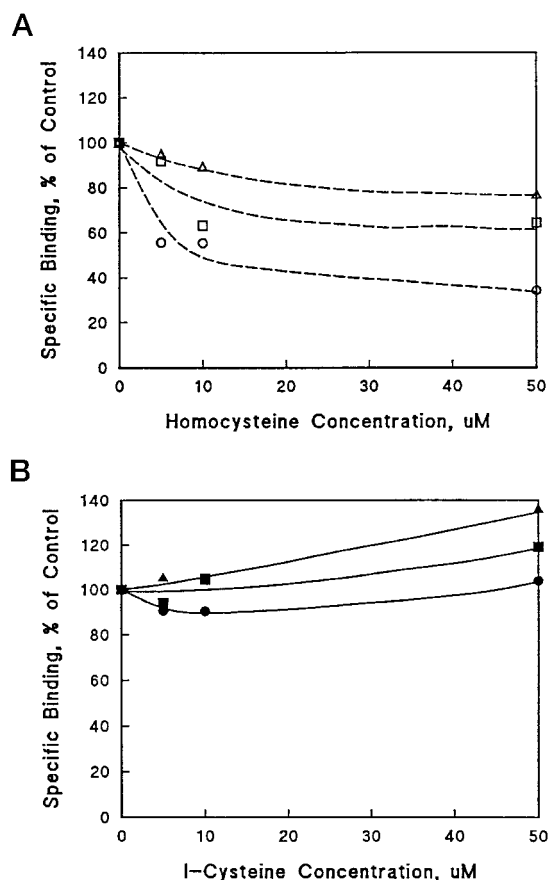 A
Specific Binding, % of Control
140
120
100
80
60
40
20
0
0 10 20 30 40 50
Homocysteine Concentration, uM
B
Specific Binding, % of Control
140
120
100
80
60
40
20
0
0 10 20 30 40 50
l-Cysteine Concentration, uM